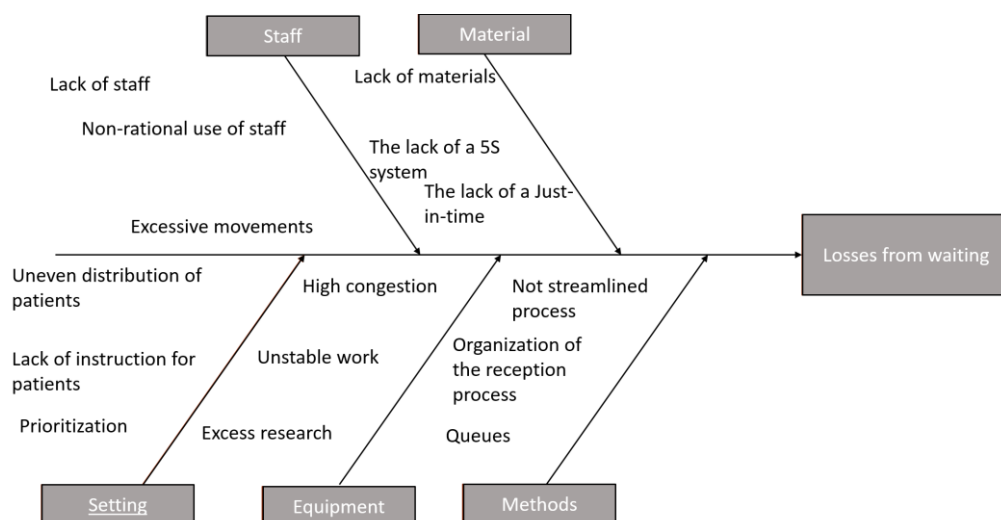 Staff
Material
Lack of staff
Lack of materials
Non-rational use of staff
The lack of a 5S
system
The lack of a Just-
in-time
Excessive movements
Losses from waiting
Uneven distribution of
patients
High congestion
Not streamlined
process
Lack of instruction for
patients
Unstable work
Organization of
the reception
process
Prioritization
Excess research
Queues
Setting
Equipment
Methods